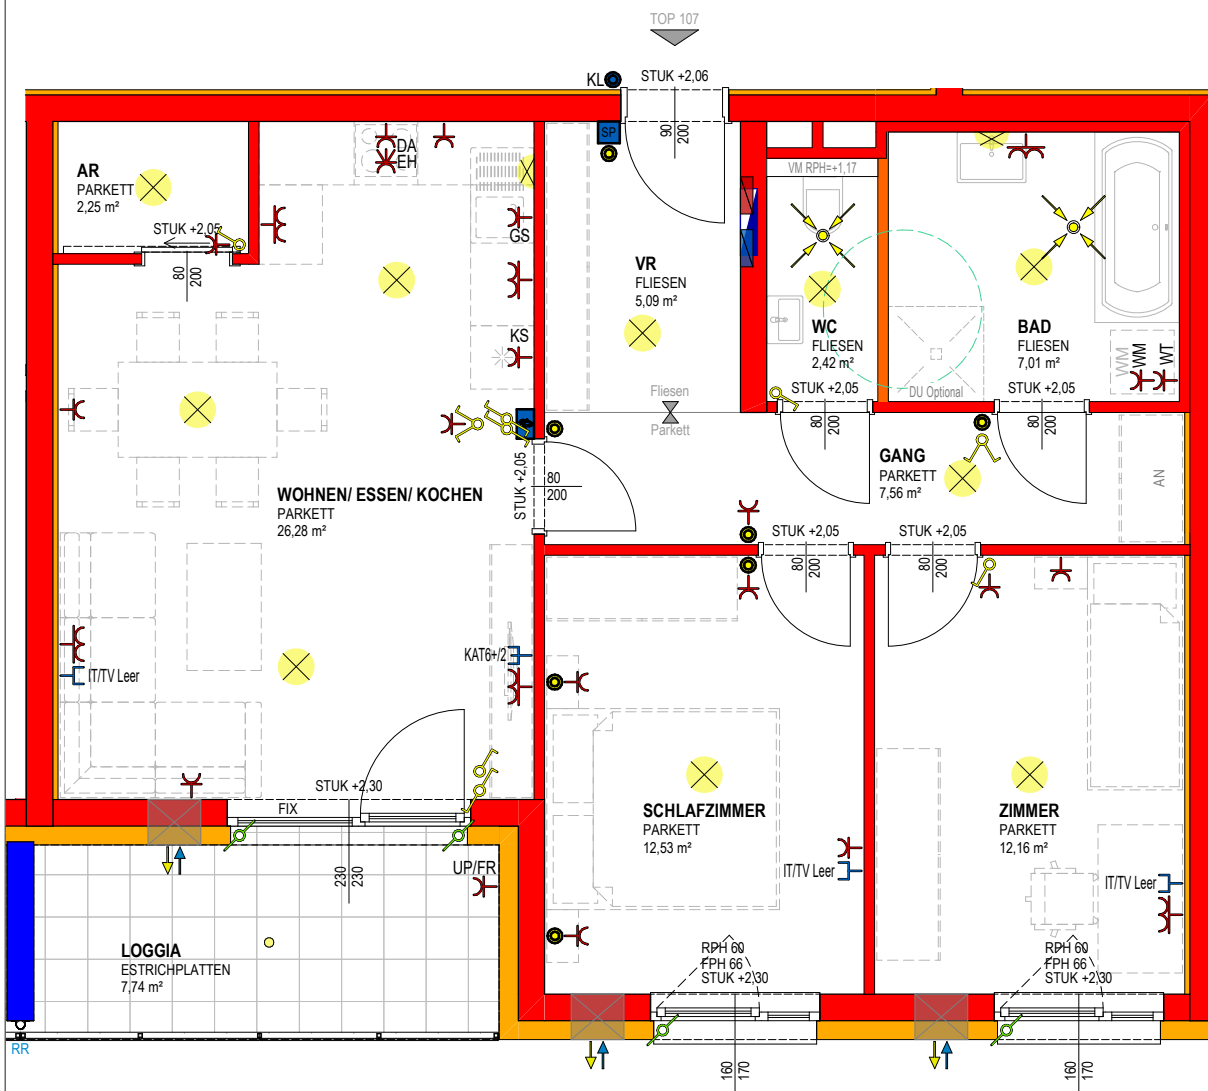 TOP 107
KL
STUK +2,06
90
200
SP
AR
PARKETT
2,25 m²
STUK +2,05
80
200
DA
EH
GS
KS
VR
FLIESEN
5,09 m²
VM RPH=+1,17
WC
FLIESEN
2,42 m²
STUK +2,05
80
200
BAD
FLIESEN
7,01 m²
DU Optional
STUK +2,05
80
200
WM
WM
WT
Fliesen
Parkett
GANG
PARKETT
7,56 m²
AN
WOHNEN/ ESSEN/ KOCHEN
PARKETT
26,28 m²
STUK +2,05
80
200
STUK +2,05
80
200
STUK +2,05
80
200
IT/TV Leer
KAT6+/2
STUK +2,30
FIX
230
230
UP/FR
LOGGIA
ESTRICHPLATTEN
7,74 m²
RR
SCHLAFZIMMER
PARKETT
12,53 m²
IT/TV Leer
RPH 60
FPH 66
STUK +2,30
160
170
ZIMMER
PARKETT
12,16 m²
IT/TV Leer
RPH 60
FPH 66
STUK +2,30
160
170